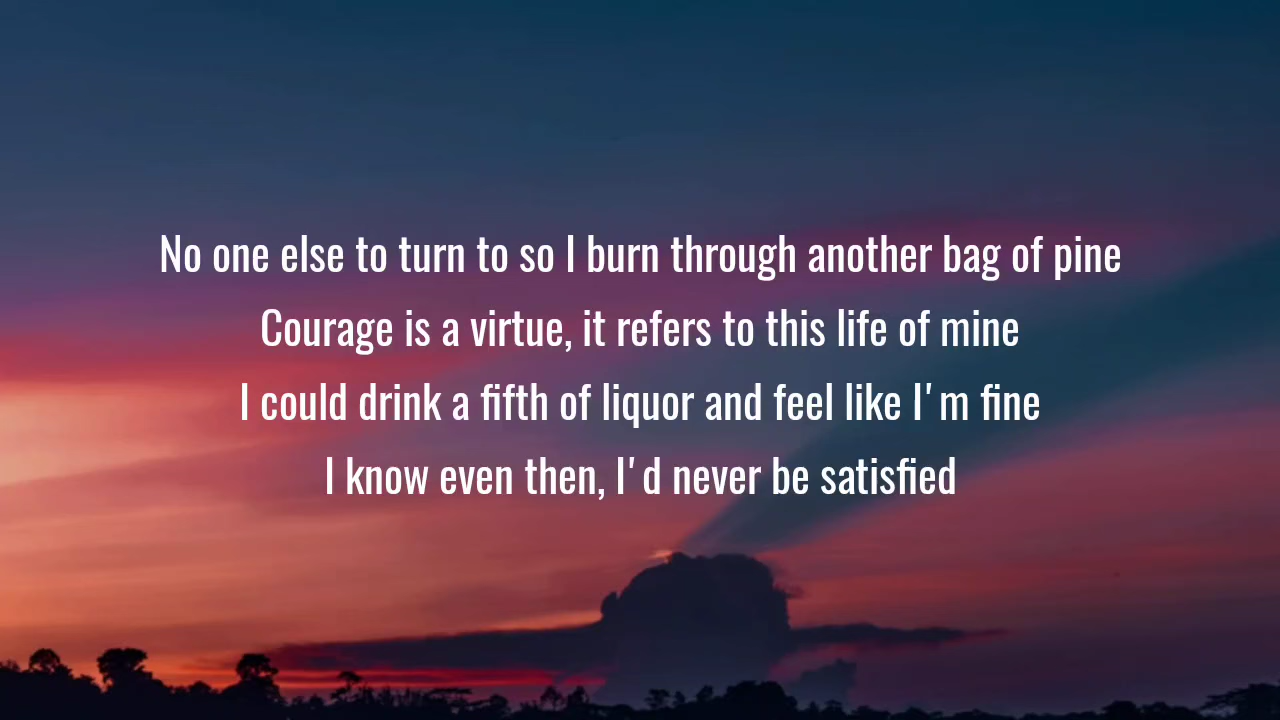 No one else to turn to so I burn through another bag of pine
Courage is a virtue, it refers to this life of mine
I could drink a fifth of liquor and feel like I'm fine
I know even then, I'd never be satisfied